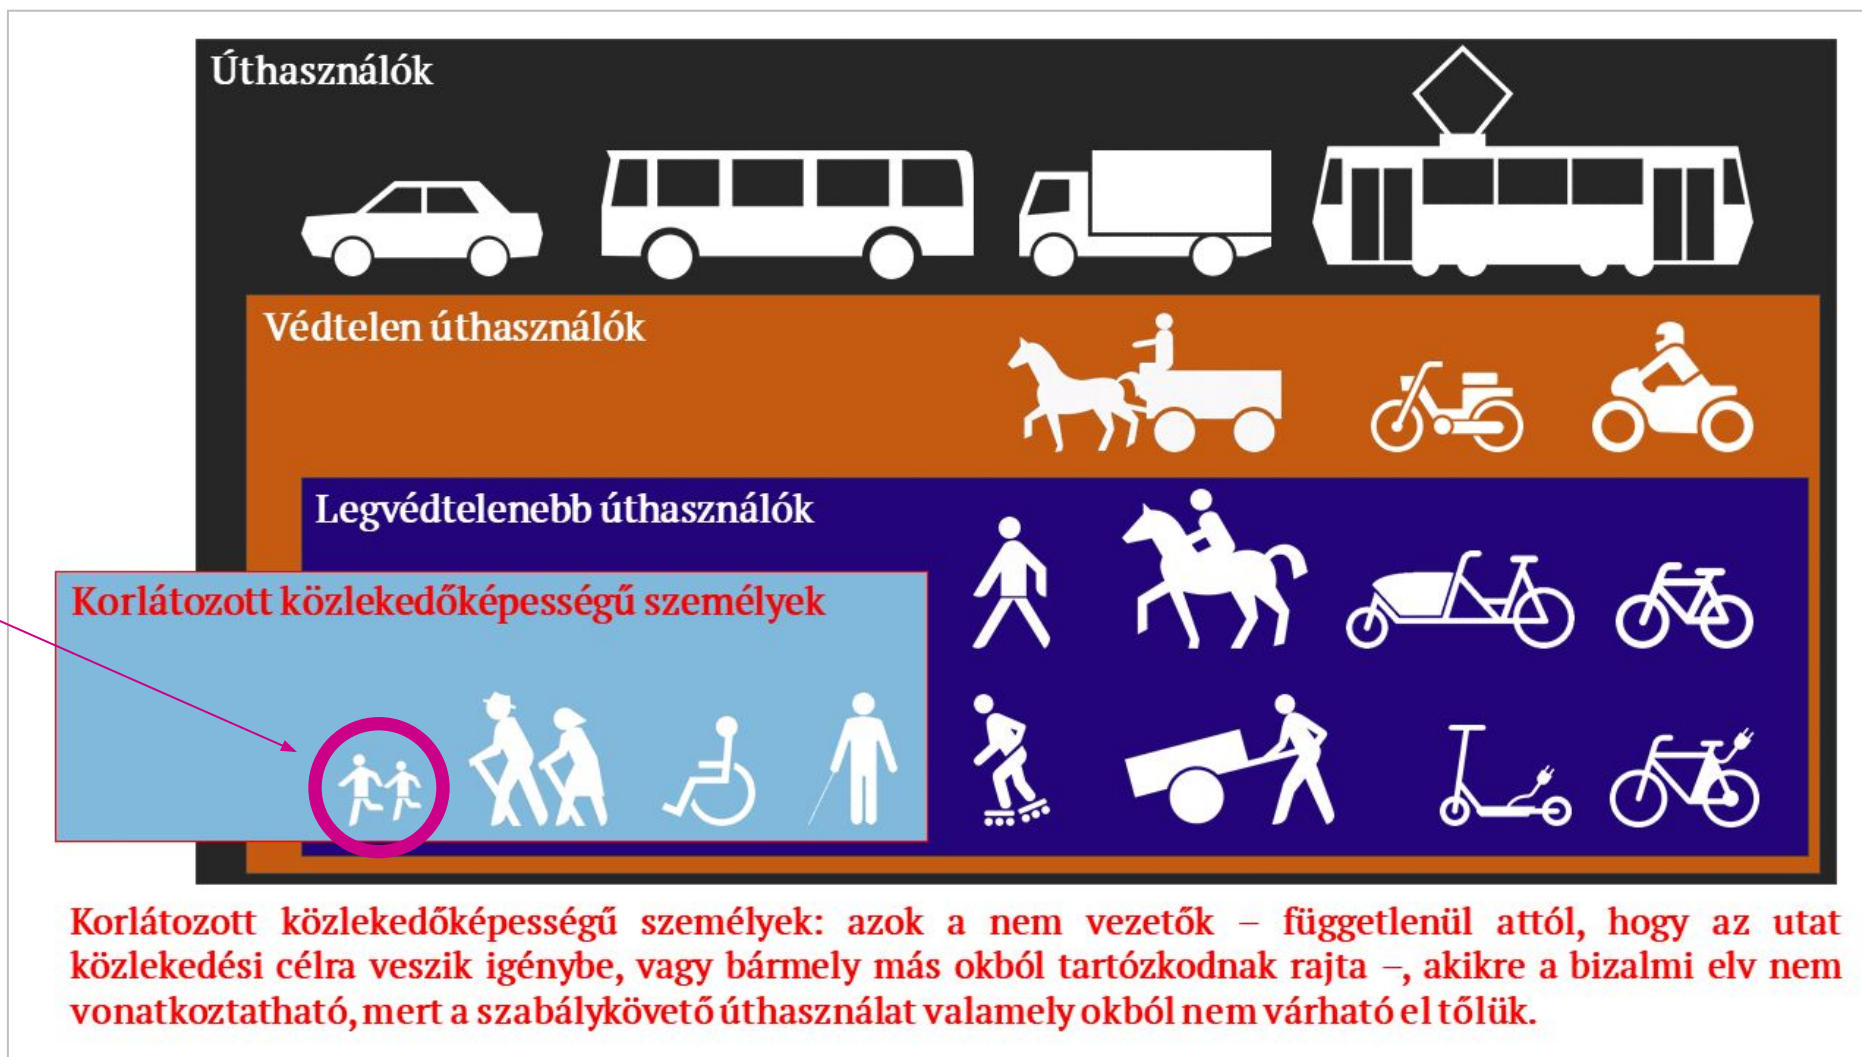 Úthasználók
Védtelen úthasználók
Legvédtelenebb úthasználók
Korlátozott közlekedőképességű személyek
Korlátozott közlekedőképességű személyek: azok a nem vezetők – függetlenül attól, hogy az utat
közlekedési célra veszik igénybe, vagy bármely más okból tartózkodnak rajta –, akikre a bizalmi elv nem
vonatkoztatható, mert a szabálykövető úthasználat valamely okból nem várható el tőlük.